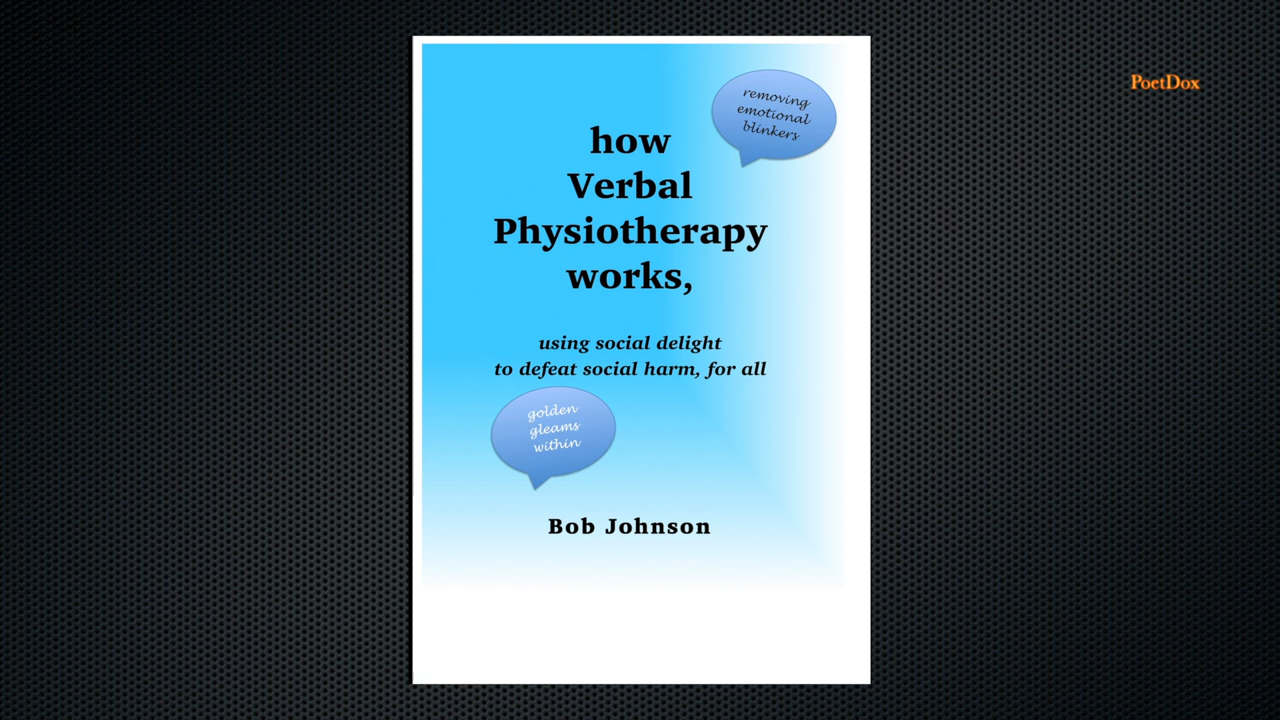 PoetDox
removing
emotional
blinkers
how
Verbal
Physiotherapy
works,
using social delight
to defeat social harm, for all
golden
gleams
within
Bob Johnson